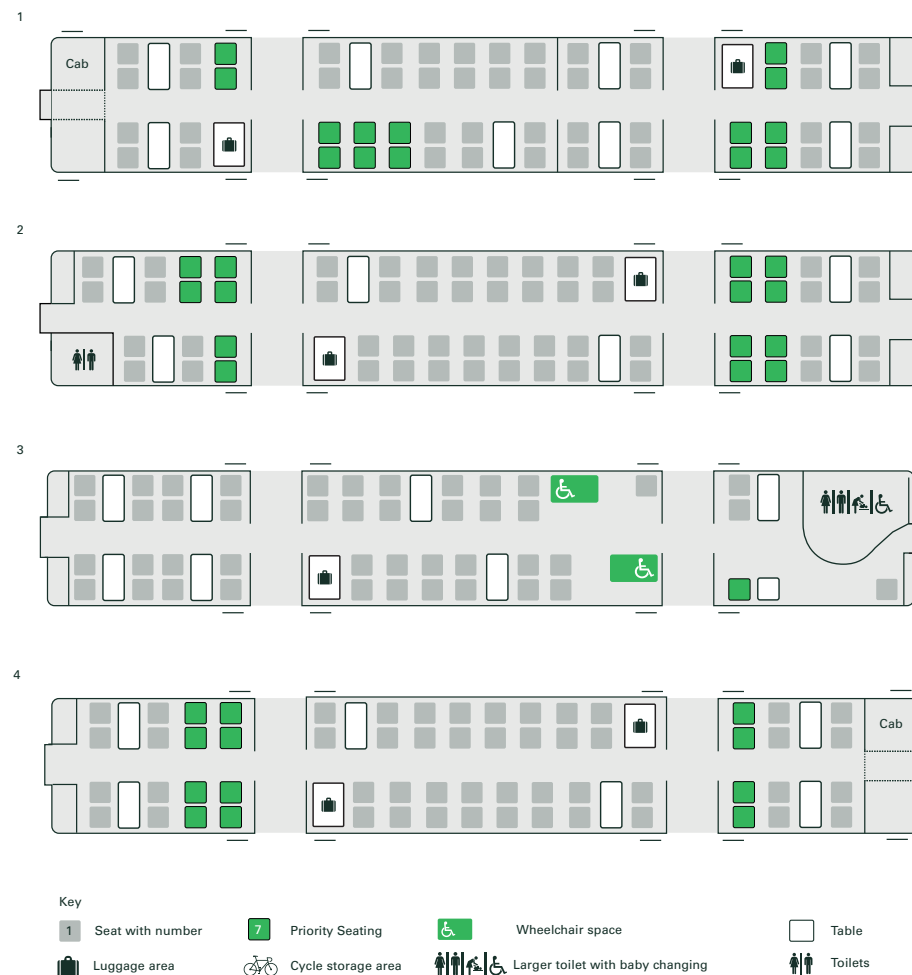 1
Cab
2
3
4
Cab
Key
1 Seat with number
7 Priority Seating
Wheelchair space
Table
Luggage area
Cycle storage area
Larger toilet with baby changing
Toilets